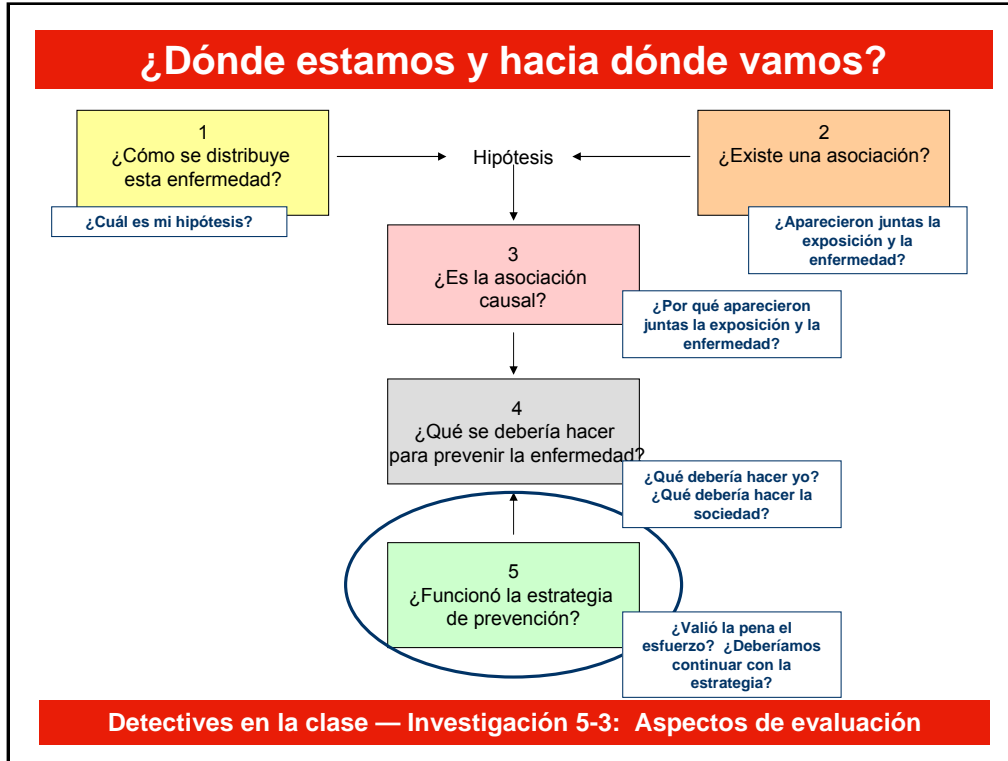 ¿Dónde estamos y hacia dónde vamos?
1
¿Cómo se distribuye
esta enfermedad?
¿Cuál es mi hipótesis?
Hipótesis
2
¿Existe una asociación?
¿Aparecieron juntas la
exposición y la
enfermedad?
3
¿Es la asociación
causal?
¿Por qué aparecieron
juntas la exposición y la
enfermedad?
4
¿Qué se debería hacer
para prevenir la enfermedad?
¿Qué debería hacer yo?
¿Qué debería hacer la
sociedad?
5
¿Funcionó la estrategia
de prevención?
¿Valió la pena el
esfuerzo?  ¿Deberíamos
continuar con la
estrategia?
Detectives en la clase — Investigación 5-3:  Aspectos de evaluación